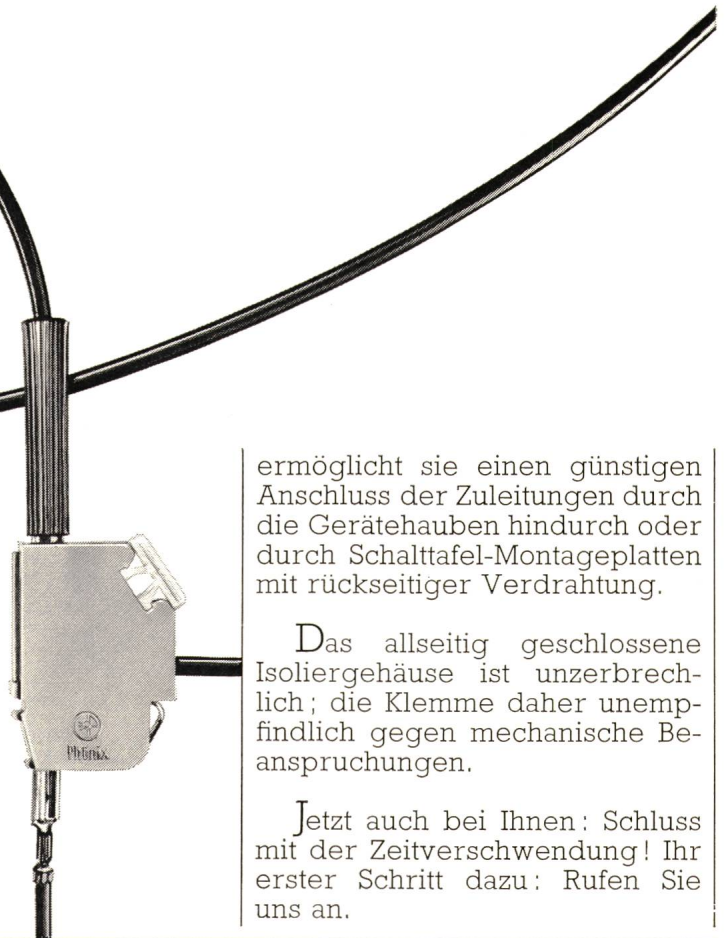 ermöglicht sie einen günstigen
Anschluss der Zuleitungen durch
die Gerätehauben hindurch oder
durch Schalttafel-Montageplatten
mit rückseitiger Verdrahtung.
Das allseitig geschlossene
Isoliergehäuse ist unzerbrech-
lich; die Klemme daher unemp-
findlich gegen mechanische Be-
anspruchungen.
Jetzt auch bei Ihnen: Schluss
mit der Zeitverschwendung! Ihr
erster Schritt dazu: Rufen Sie
uns an.
Phönix